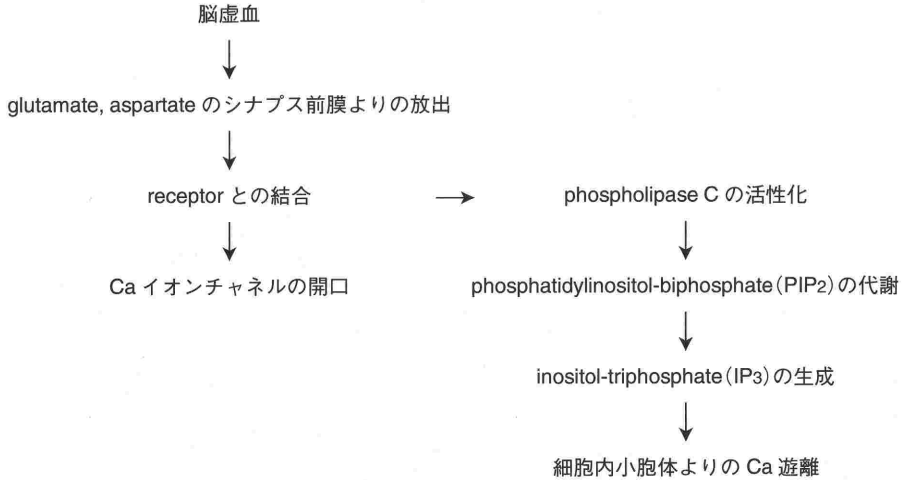 脳虚血
glutamate, aspartate のシナプス前膜よりの放出
receptor との結合
phospholipase C の活性化
Ca イオンチャネルの開口
phosphatidylinositol-biphosphate(PIP2)の代謝
inositol-triphosphate(IP3)の生成
細胞内小胞体よりの Ca 遊離